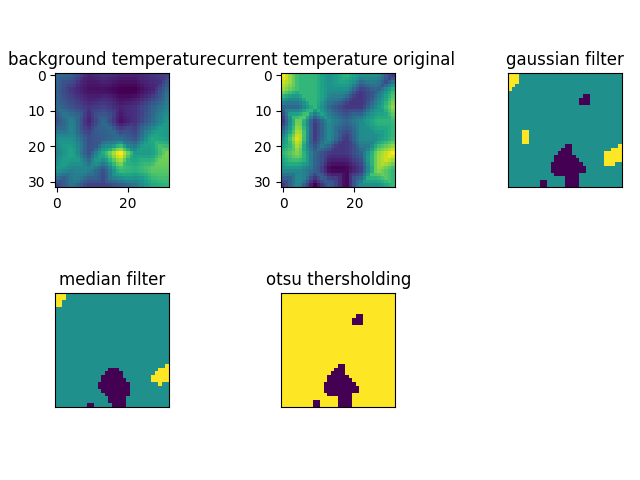 background temperature
current temperature original
gaussian filter
0
10
20
30
0
20
0
10
20
30
0
20
median filter
otsu thersholding